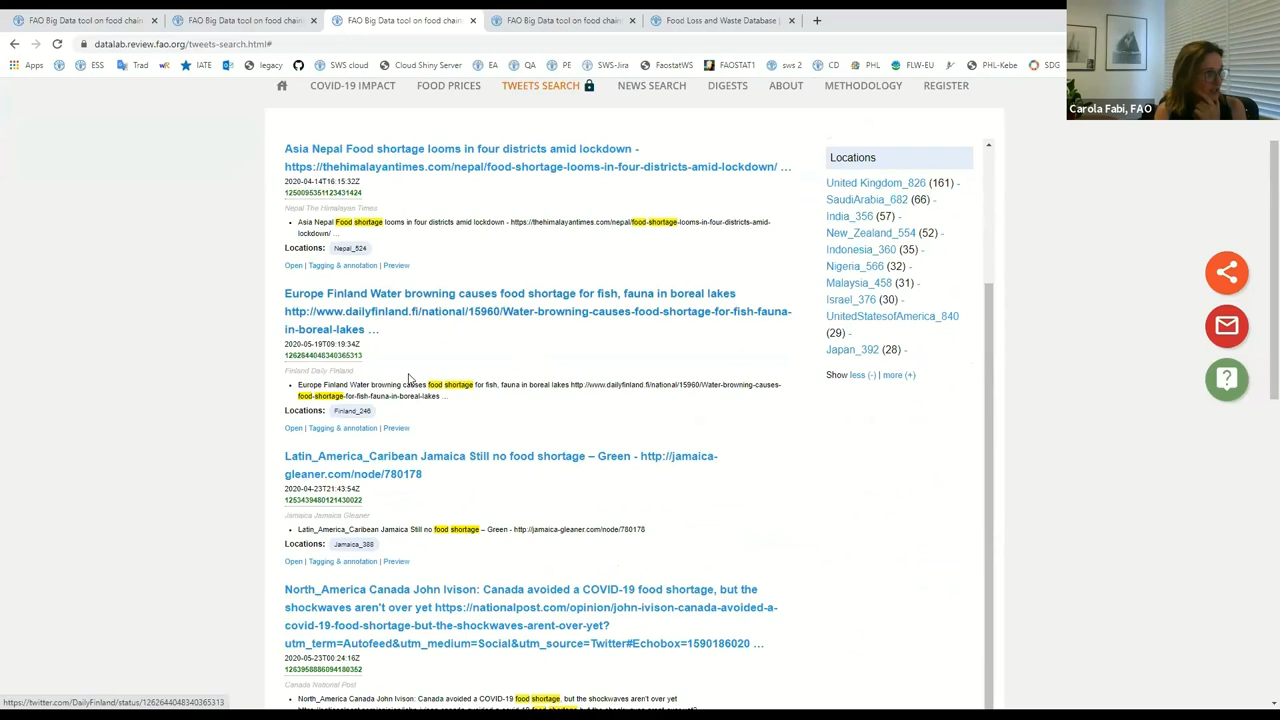 FAO Big Data tool on food chain
FAO Big Data tool on food chain
FAO Big Data tool on food chain
FAO Big Data tool on food chain
Food Loss and Waste Database
datalab.review.fao.org/tweets-search.html#
Apps ESS Trad IATE legacy SWS cloud Cloud Shiny Server EA QA PE SWS-Jira FaostatWS FAOSTAT1 sws 2 CD PHL PHL-Kebe FLW-EU SDG
Carola Fabi, FAO
COVID-19 IMPACT FOOD PRICES TWEETS SEARCH NEWS SEARCH DIGESTS ABOUT METHODOLOGY REGISTER
Asia Nepal Food shortage looms in four districts amid lockdown -
https://thehimalayantimes.com/nepal/food-shortage-looms-in-four-districts-amid-lockdown/ …
2020-04-14T16:15:32Z
1250095351123431424
Nepal The Himalayan Times
• Asia Nepal Food shortage looms in four districts amid lockdown - https://thehimalayantimes.com/nepal/food-shortage-looms-in-four-districts-amid-
lockdown/ …
Locations: Nepal_524
Open | Tagging & annotation | Preview
Europe Finland Water browning causes food shortage for fish, fauna in boreal lakes
http://www.dailyfinland.fi/national/15960/Water-browning-causes-food-shortage-for-fish-fauna-
in-boreal-lakes …
2020-05-19T09:19:34Z
1262644048340365313
Finland Daily Finland
• Europe Finland Water browning causes food shortage for fish, fauna in boreal lakes http://www.dailyfinland.fi/national/15960/Water-browning-causes-
food-shortage-for-fish-fauna-in-boreal-lakes …
Locations: Finland_246
Open | Tagging & annotation | Preview
Latin_America_Caribean Jamaica Still no food shortage – Green - http://jamaica-
gleaner.com/node/780178
2020-04-23T21:43:54Z
1253439480121430022
Jamaica Jamaica Gleaner
• Latin_America_Caribean Jamaica Still no food shortage – Green - http://jamaica-gleaner.com/node/780178
Locations: Jamaica_388
Open | Tagging & annotation | Preview
North_America Canada John Ivison: Canada avoided a COVID-19 food shortage, but the
shockwaves aren't over yet https://nationalpost.com/opinion/john-ivison-canada-avoided-a-
covid-19-food-shortage-but-the-shockwaves-arent-over-yet?
utm_term=Autofeed&utm_medium=Social&utm_source=Twitter#Echobox=1590186020 …
2020-05-23T00:24:16Z
1263958886094180352
Canada National Post
• North_America Canada John Ivison: Canada avoided a COVID-19 food shortage, but the shockwaves aren't over yet
Locations
United Kingdom_826 (161) -
SaudiArabia_682 (66) -
India_356 (57) -
New_Zealand_554 (52) -
Indonesia_360 (35) -
Nigeria_566 (32) -
Malaysia_458 (31) -
Israel_376 (30) -
UnitedStatesofAmerica_840
(29) -
Japan_392 (28) -
Show less (-) | more (+)
https://twitter.com/DailyFinland/status/1262644048340365313